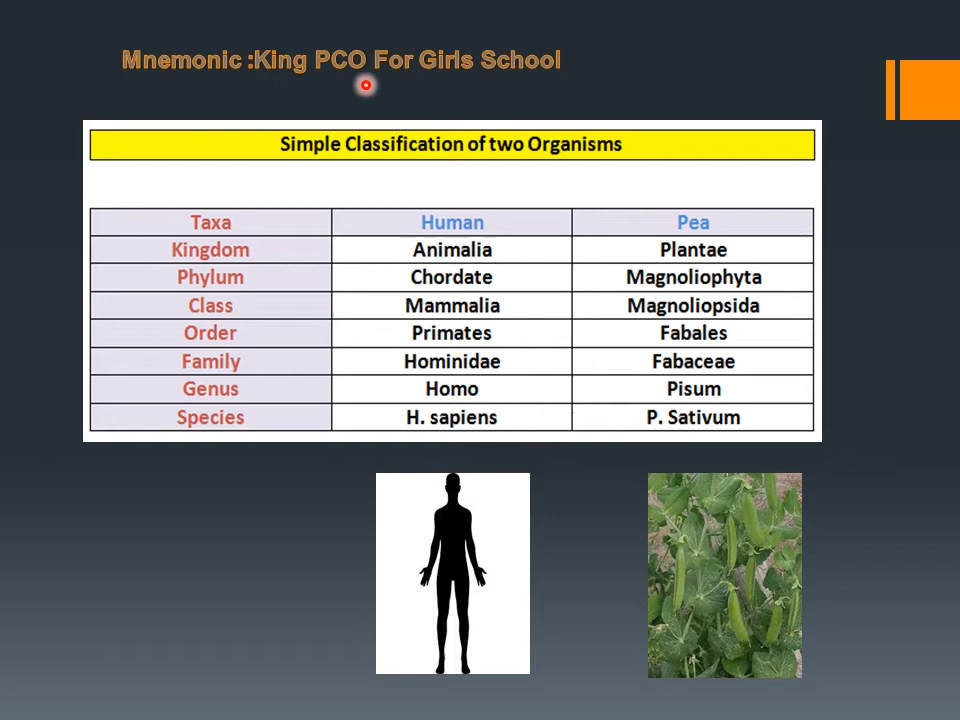 Mnemonic :King PCO For Girls School
Simple Classification of two Organisms
Taxa Human Pea
Kingdom Animalia Plantae
Phylum Chordate Magnoliophyta
Class Mammalia Magnoliopsida
Order Primates Fabales
Family Hominidae Fabaceae
Genus Homo Pisum
Species H. sapiens P. Sativum